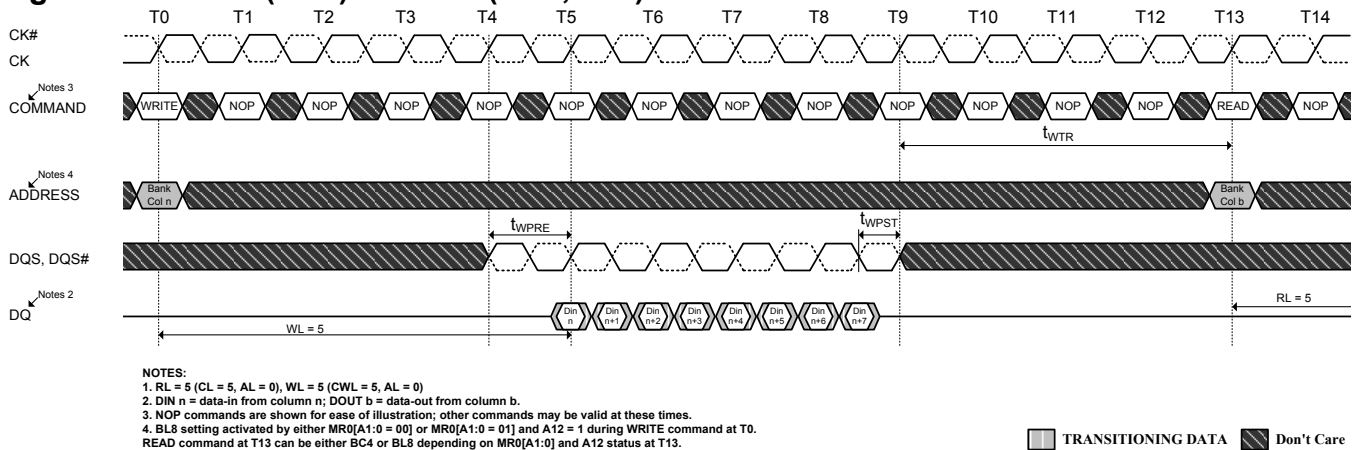 T0 T1 T2 T3 T4 T5 T6 T7 T8 T9 T10 T11 T12 T13 T14
CK#
CK
Notes 3
COMMAND
WRITE NOP NOP NOP NOP NOP NOP NOP NOP NOP NOP NOP NOP READ NOP
tWTR
Notes 4
ADDRESS
Bank
Col n
Bank
Col b
tWPRE
tWPST
DQS, DQS#
Notes 2
DQ
Din
n
Din
n+1
Din
n+2
Din
n+3
Din
n+4
Din
n+5
Din
n+6
Din
n+7
WL = 5
RL = 5
NOTES:
1. RL = 5 (CL = 5, AL = 0), WL = 5 (CWL = 5, AL = 0)
2. DIN n = data-in from column n; DOUT b = data-out from column b.
3. NOP commands are shown for ease of illustration; other commands may be valid at these times.
4. BL8 setting activated by either MR0[A1:0 = 00] or MR0[A1:0 = 01] and A12 = 1 during WRITE command at T0.
READ command at T13 can be either BC4 or BL8 depending on MR0[A1:0] and A12 status at T13.
TRANSITIONING DATA
Don't Care